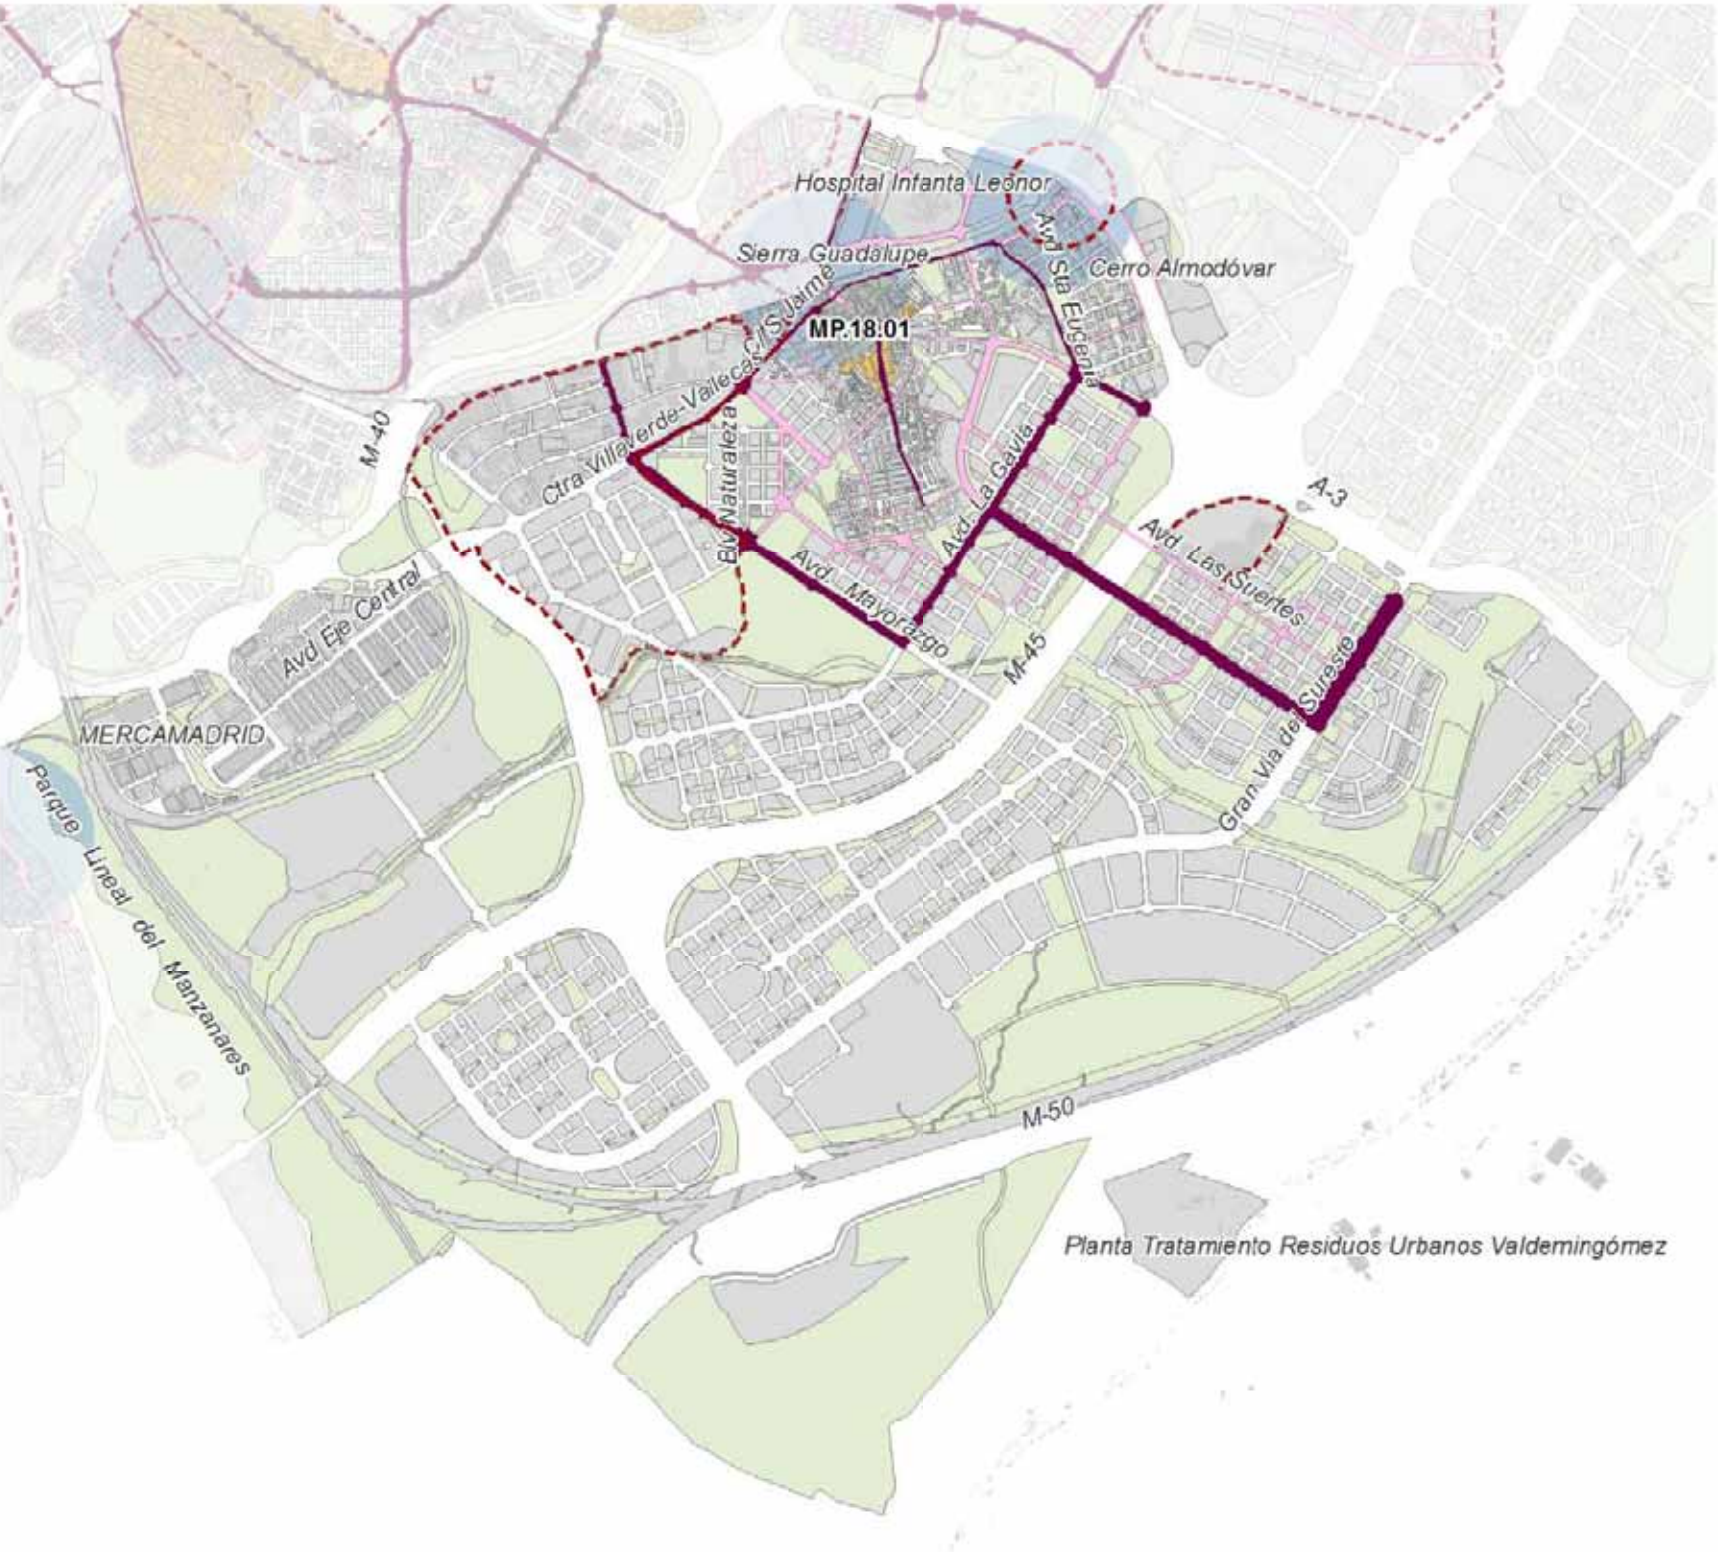 Hospital Infanta Leonor
Avd Sta Eugenia
Sierra Guadalupe
Cerro Almodóvar
C/ S Jaime
MP.18.01
Ctra Villaverde-Vallecas
M-40
Blv Naturaleza
Avd. La Gavia
A-3
Avd. Las Suertes
Avd. Mayorazgo
Avd Eje Central
M-45
Gran Via del Sureste
MERCAMADRID
Parque Lineal del Manzanares
M-50
Planta Tratamiento Residuos Urbanos Valdemingómez